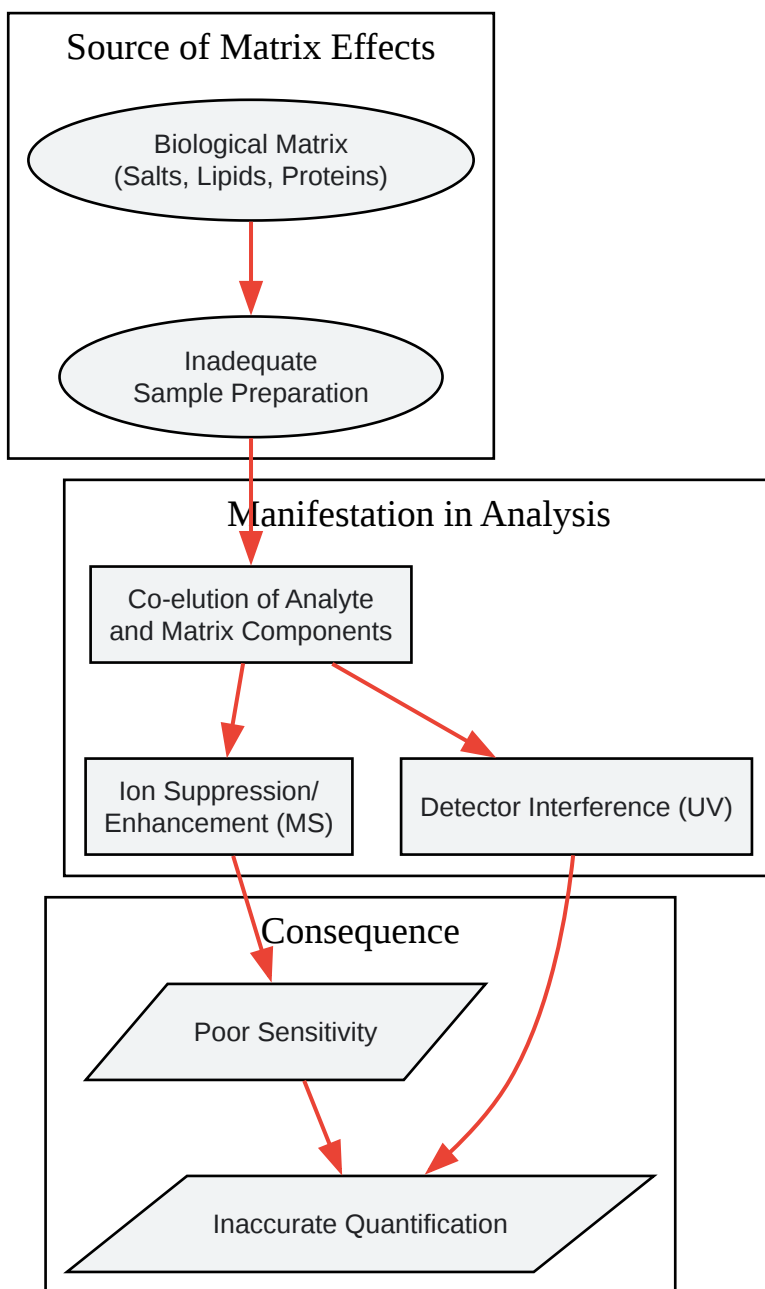 Source of Matrix Effects
Biological Matrix
(Salts, Lipids, Proteins)
Inadequate
Sample Preparation
Manifestation in Analysis
Co-elution of Analyte
and Matrix Components
Ion Suppression/
Enhancement (MS)
Detector Interference (UV)
Consequence
Poor Sensitivity
Inaccurate Quantification